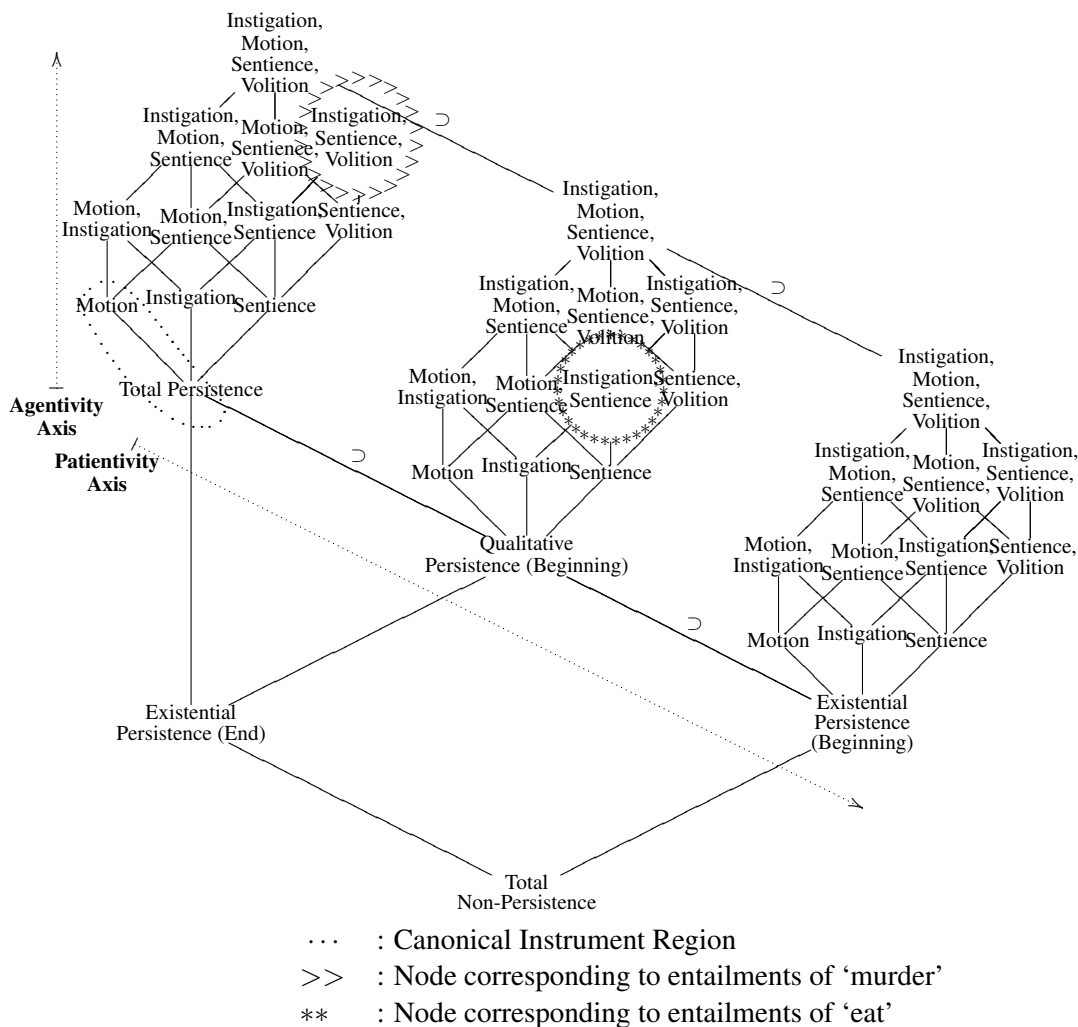 Instigation,
Motion,
Sentience,
Volition
Instigation,
Motion,
Sentience
Motion,
Sentience,
Volition
Instigation,
Sentience,
Volition
⊃
Motion,
Instigation
Motion,
Sentience
Instigation,
Sentience
Sentience,
Volition
Motion
Instigation
Sentience
Total Persistence
Agentivity
Axis
Patientivity
Axis
⊃
Instigation,
Motion,
Sentience,
Volition
⊃
Instigation,
Motion,
Sentience
Motion,
Sentience,
Volition
Instigation,
Sentience,
Volition
Motion,
Instigation
Motion,
Sentience
Instigation,
Sentience
Sentience,
Volition
Motion
Instigation
Sentience
Qualitative
Persistence (Beginning)
⊃
Instigation,
Motion,
Sentience,
Volition
Instigation,
Motion,
Sentience
Motion,
Sentience,
Volition
Instigation,
Sentience,
Volition
Motion,
Instigation
Motion,
Sentience
Instigation,
Sentience
Sentience,
Volition
Motion
Instigation
Sentience
Existential
Persistence (End)
Existential
Persistence
(Beginning)
Total
Non-Persistence
··· : Canonical Instrument Region
>> : Node corresponding to entailments of ‘murder’
** : Node corresponding to entailments of ‘eat’